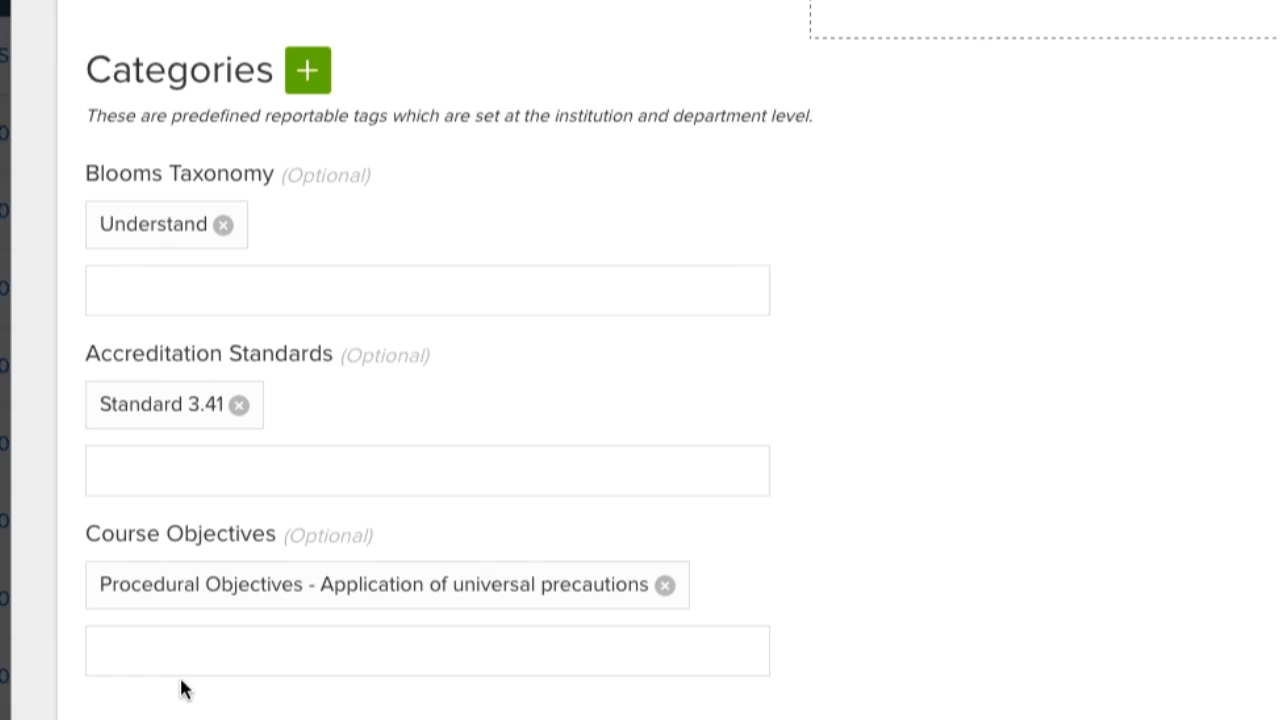 Categories +
These are predefined reportable tags which are set at the institution and department level.
Blooms Taxonomy (Optional)
Understand
Accreditation Standards (Optional)
Standard 3.41
Course Objectives (Optional)
Procedural Objectives - Application of universal precautions